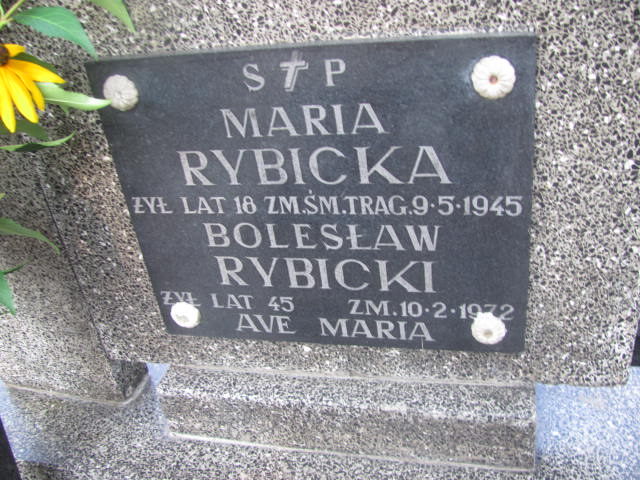 S✝P
MARIA
RYBICKA
ŻYŁ LAT 18 ZM.ŚM.TRAG.9·5·1945
BOLESŁAW
RYBICKI
ŻYŁ LAT 45 ZM.10·2·1972
AVE MARIA